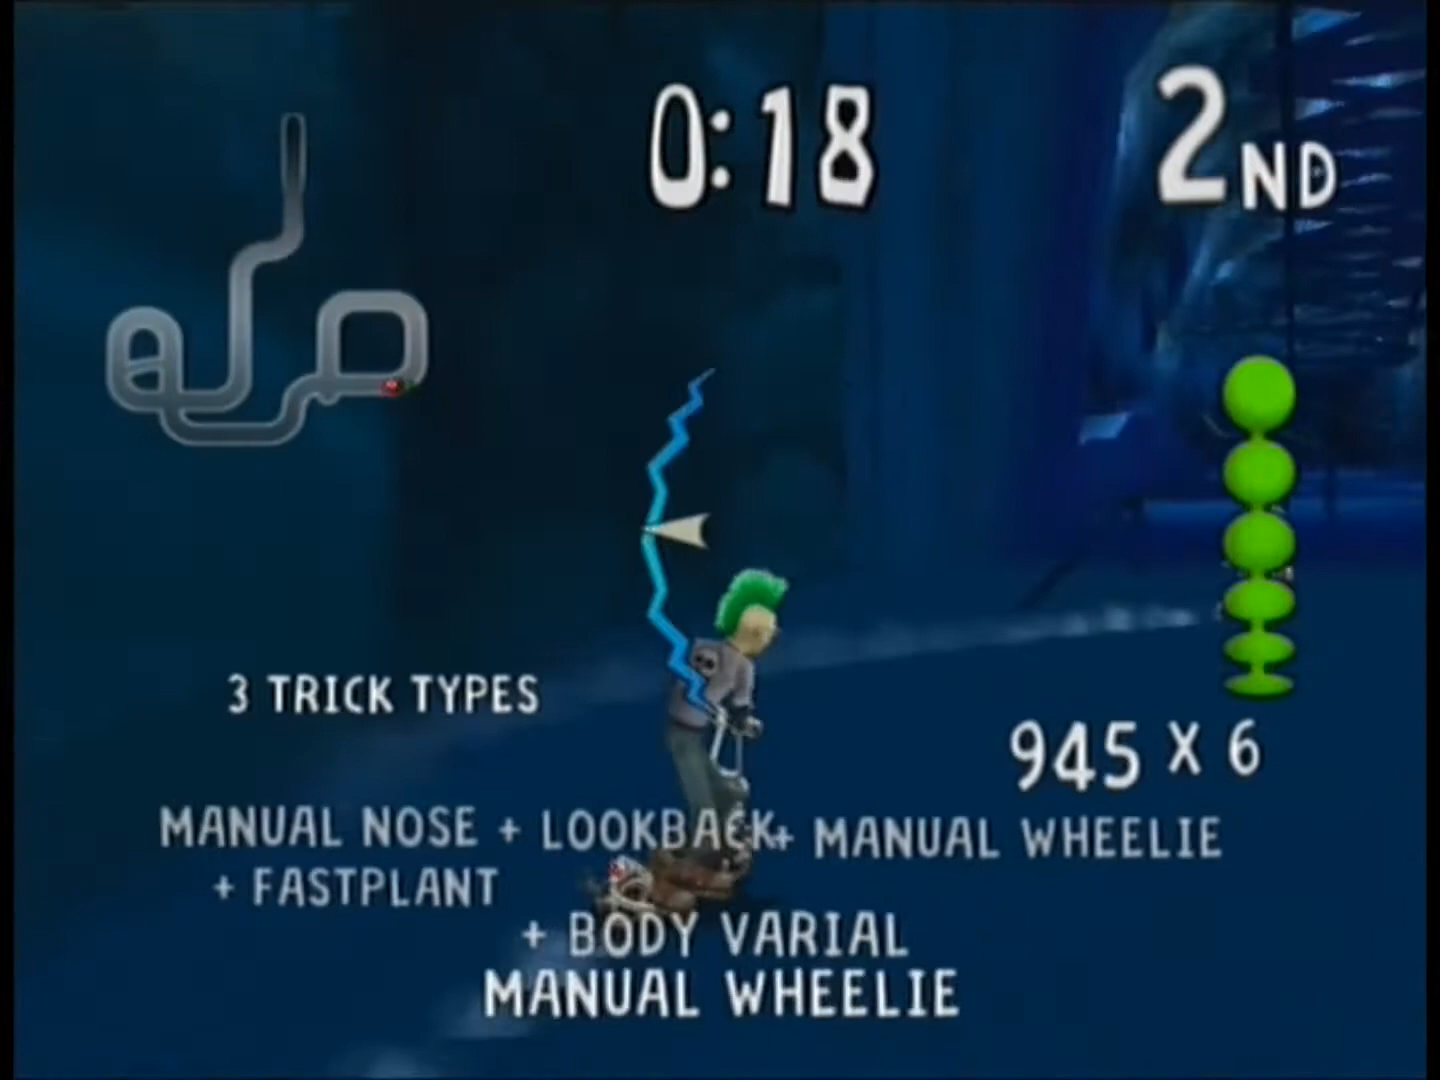 0:18
2ND
3 TRICK TYPES
945 X 6
MANUAL NOSE + LOOKBACK+ MANUAL WHEELIE
+ FASTPLANT
+ BODY VARIAL
MANUAL WHEELIE